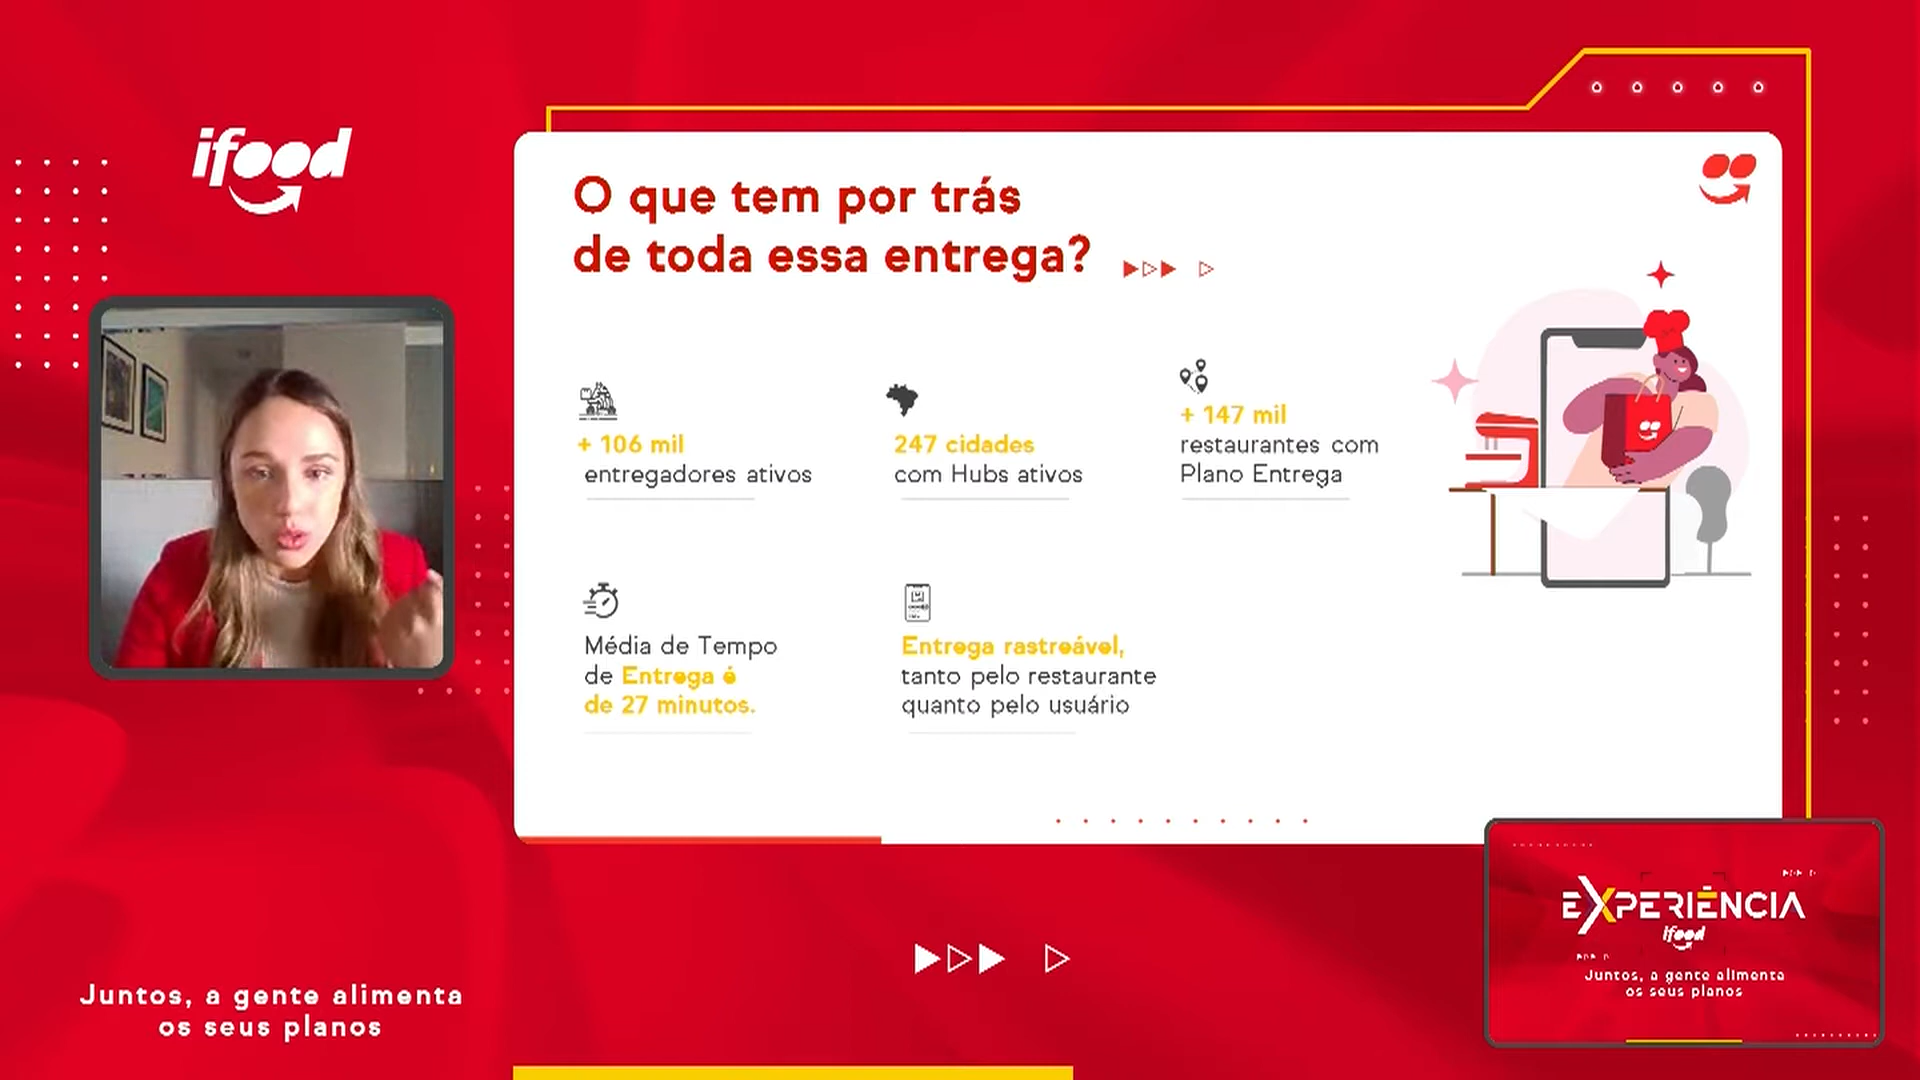 ifood
O que tem por trás
de toda essa entrega?
+ 106 mil
entregadores ativos
247 cidades
com Hubs ativos
+ 147 mil
restaurantes com
Plano Entrega
Média de Tempo
de Entrega é
de 27 minutos.
Entrega rastreável,
tanto pelo restaurante
quanto pelo usuário
EXPERIÊNCIA
ifood
Juntos, a gente alimenta
os seus planos
Juntos, a gente alimenta
os seus planos